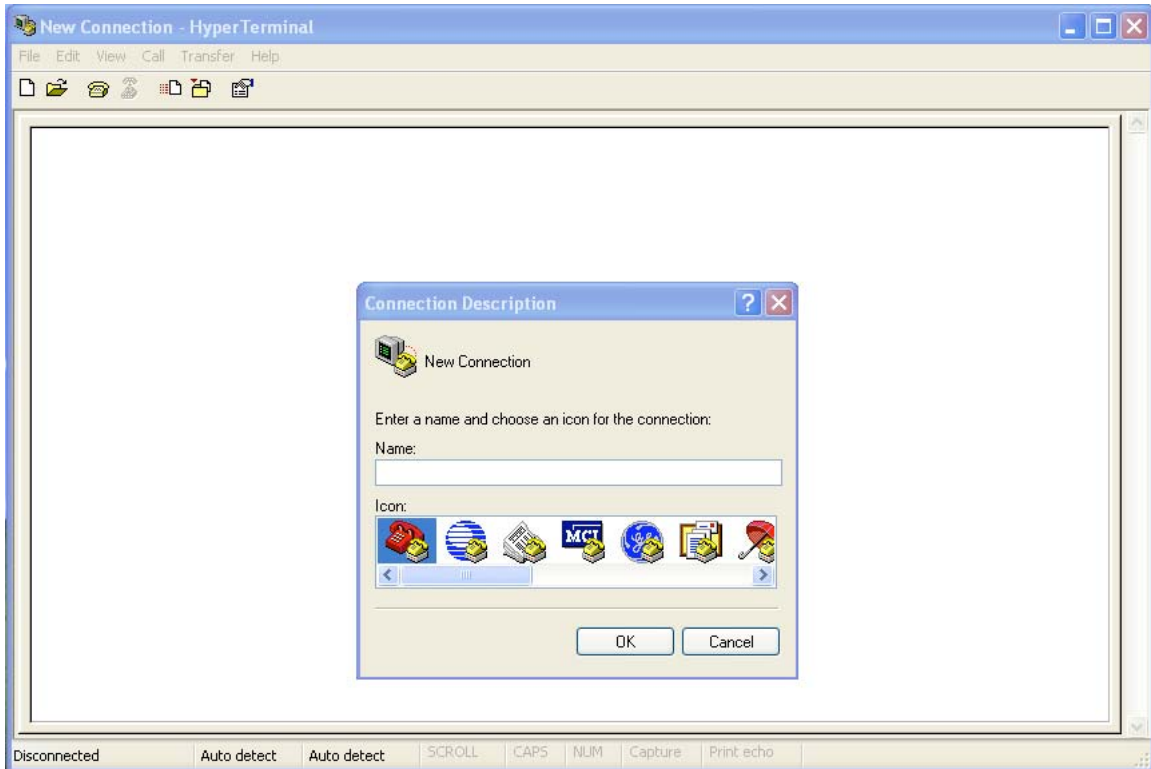 New Connection - HyperTerminal
File Edit View Call Transfer Help
Connection Description
New Connection
Enter a name and choose an icon for the connection:
Name:
Icon:
MCI
OK Cancel
Disconnected Auto detect Auto detect SCROLL CAPS NUM Capture Print echo